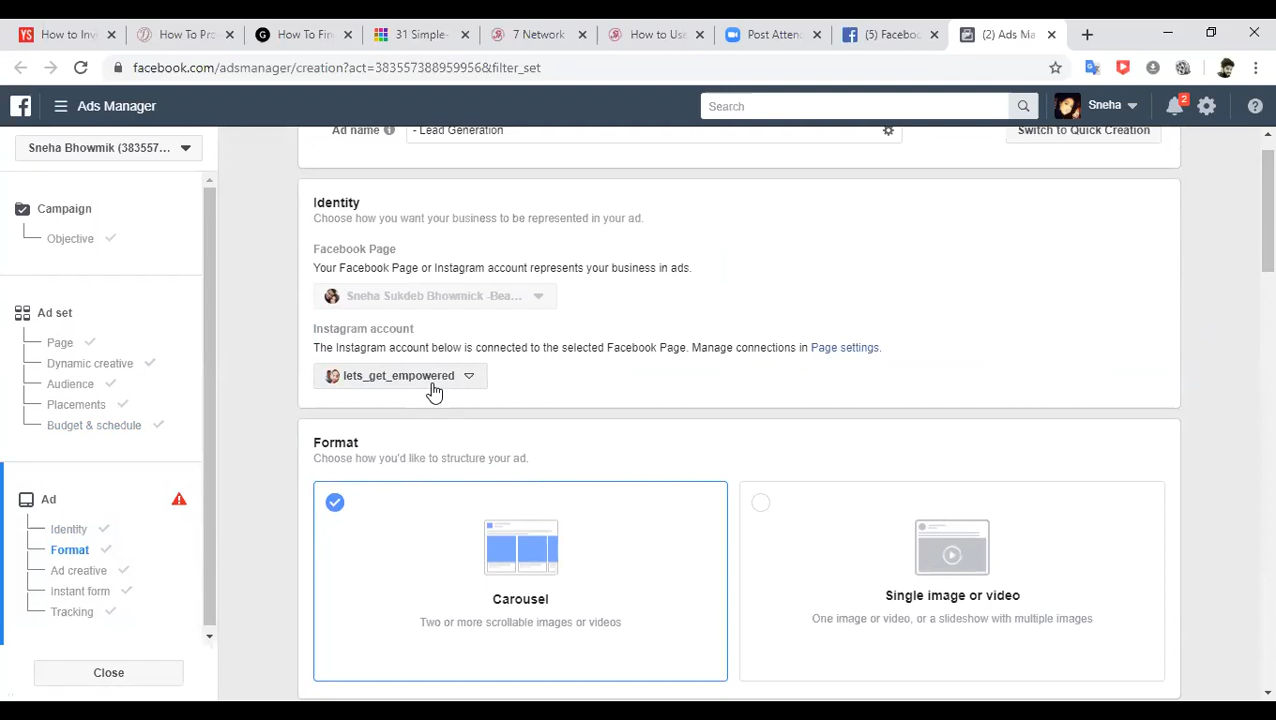 How to Inv
How To Pro
How To Fin
31 Simple-
7 Network
How to Use
Post Attend
(5) Facebook
(2) Ads Ma
facebook.com/adsmanager/creation?act=383557388959956&filter_set
Ads Manager
Search
Sneha
2
Sneha Bhowmik (383557...
Ad name
- Lead Generation
Switch to Quick Creation
Campaign
Objective
Ad set
Page
Dynamic creative
Audience
Placements
Budget & schedule
Ad
Identity
Format
Ad creative
Instant form
Tracking
Close
Identity
Choose how you want your business to be represented in your ad.
Facebook Page
Your Facebook Page or Instagram account represents your business in ads.
Sneha Sukdeb Bhowmick -Bea...
Instagram account
The Instagram account below is connected to the selected Facebook Page. Manage connections in Page settings.
lets_get_empowered
Format
Choose how you'd like to structure your ad.
Carousel
Two or more scrollable images or videos
Single image or video
One image or video, or a slideshow with multiple images